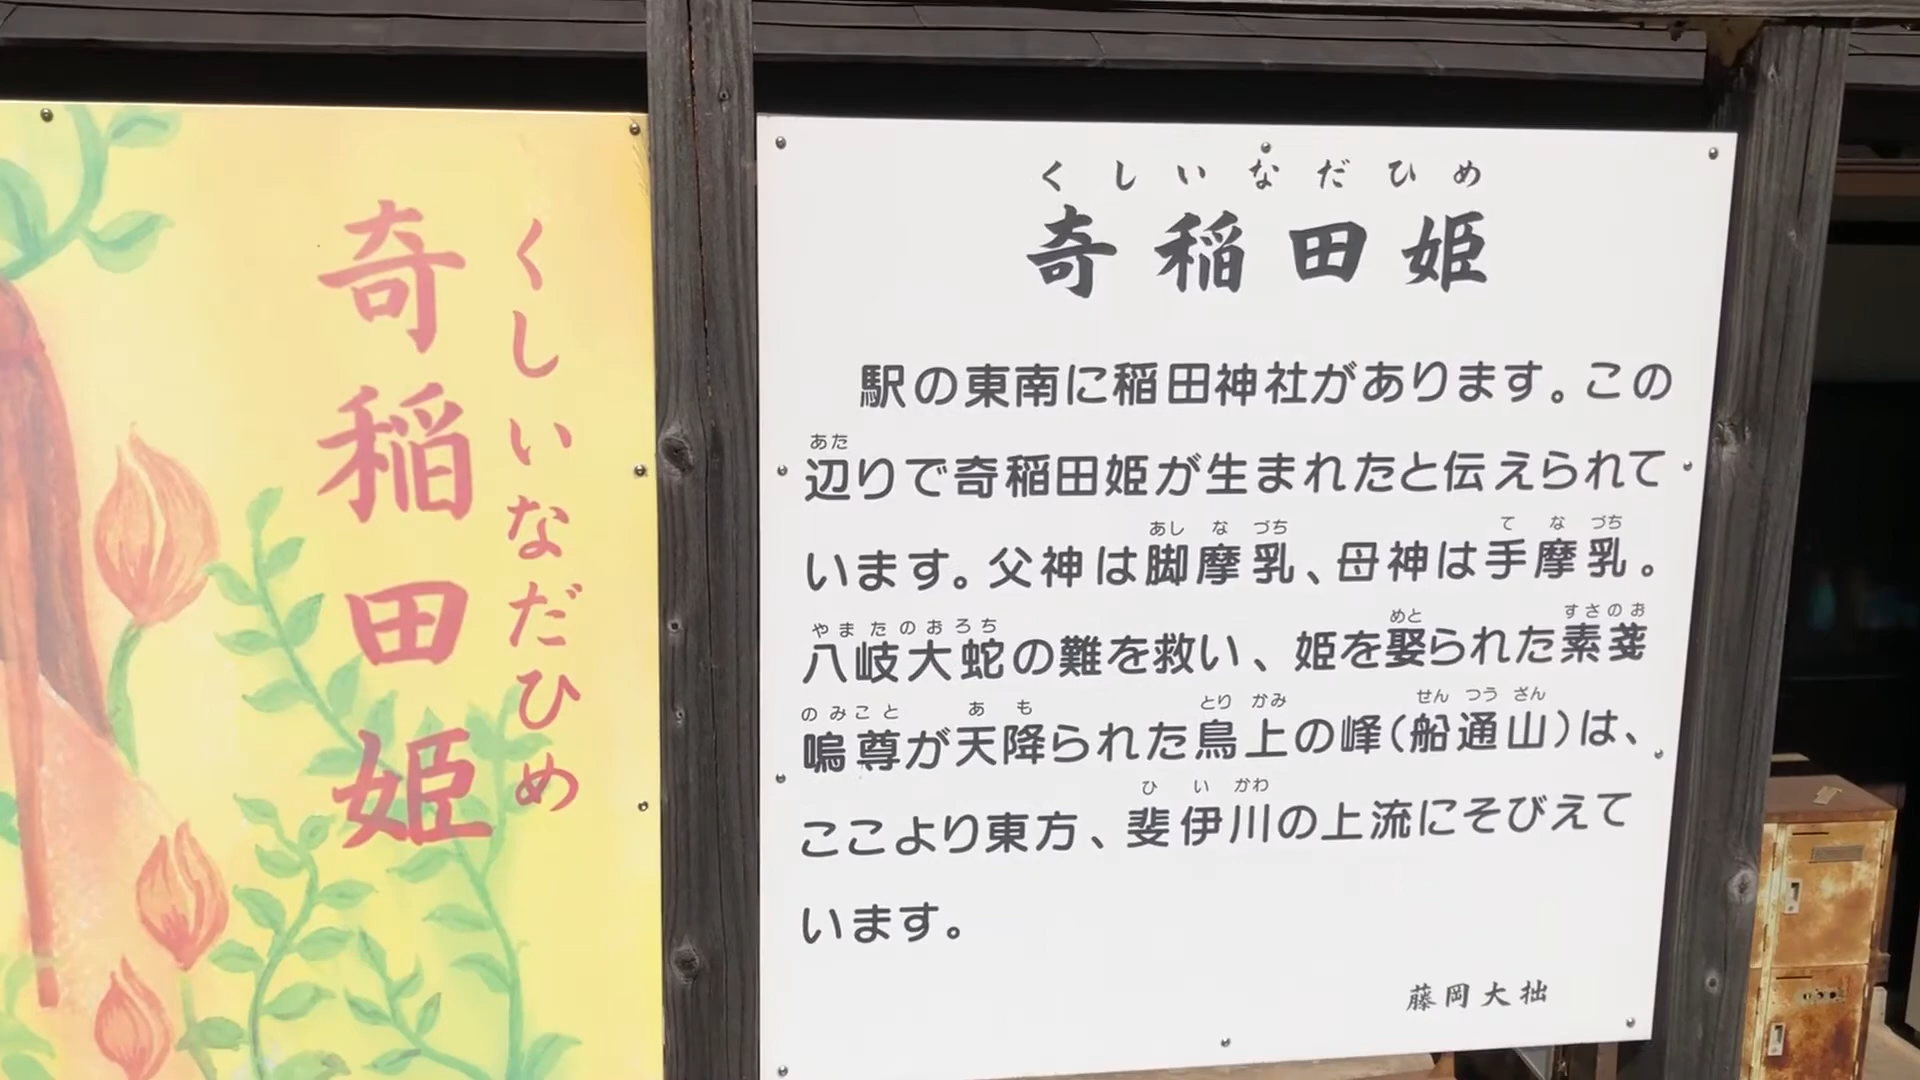 くしいなだひめ
奇稲田姫
くしいなだひめ
奇稲田姫
駅の東南に稲田神社があります。この
あた
辺りで奇稲田姫が生まれたと伝えられて
あし な づち て な づち
います。父神は脚摩乳、母神は手摩乳。
やまたのおろち めと すさのお
八岐大蛇の難を救い、姫を娶られた素戔
のみこと あ も とり かみ せん つう ざん
嗚尊が天降られた鳥上の峰(船通山)は、
ひ い かわ
ここより東方、斐伊川の上流にそびえて
います。
藤岡大拙